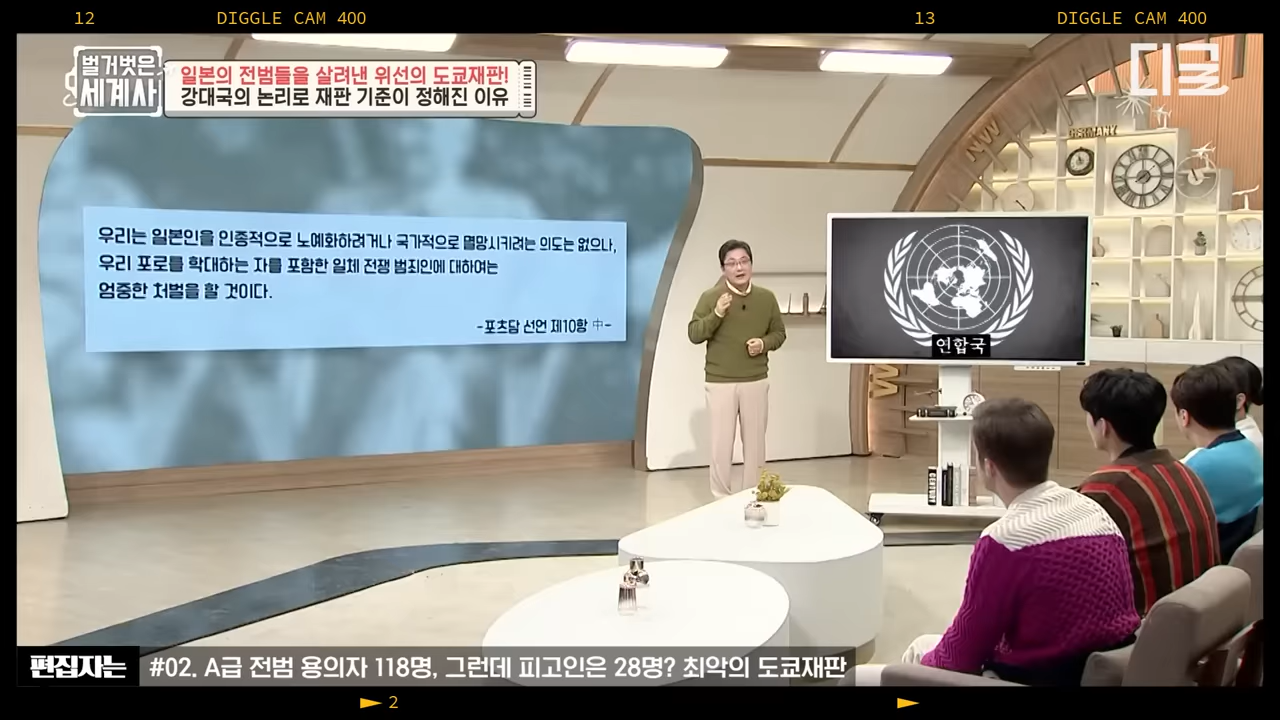 12 DIGGLE CAM 400 13 DIGGLE CAM 400
벌거벗은
세계사
일본의 전범들을 살려낸 위선의 도쿄재판!
강대국의 논리로 재판 기준이 정해진 이유
디글
GERMANY
NW
우리는 일본인을 인종적으로 노예화하려거나 국가적으로 멸망시키려는 의도는 없으나,
우리 포로를 학대하는 자를 포함한 일체 전쟁 범죄인에 대하여는
엄중한 처벌을 할 것이다.
-포츠담 선언 제10항 中-
연합국
W
CENTURY
편집자는 #02. A급 전범 용의자 118명, 그런데 피고인은 28명? 최악의 도쿄재판
2